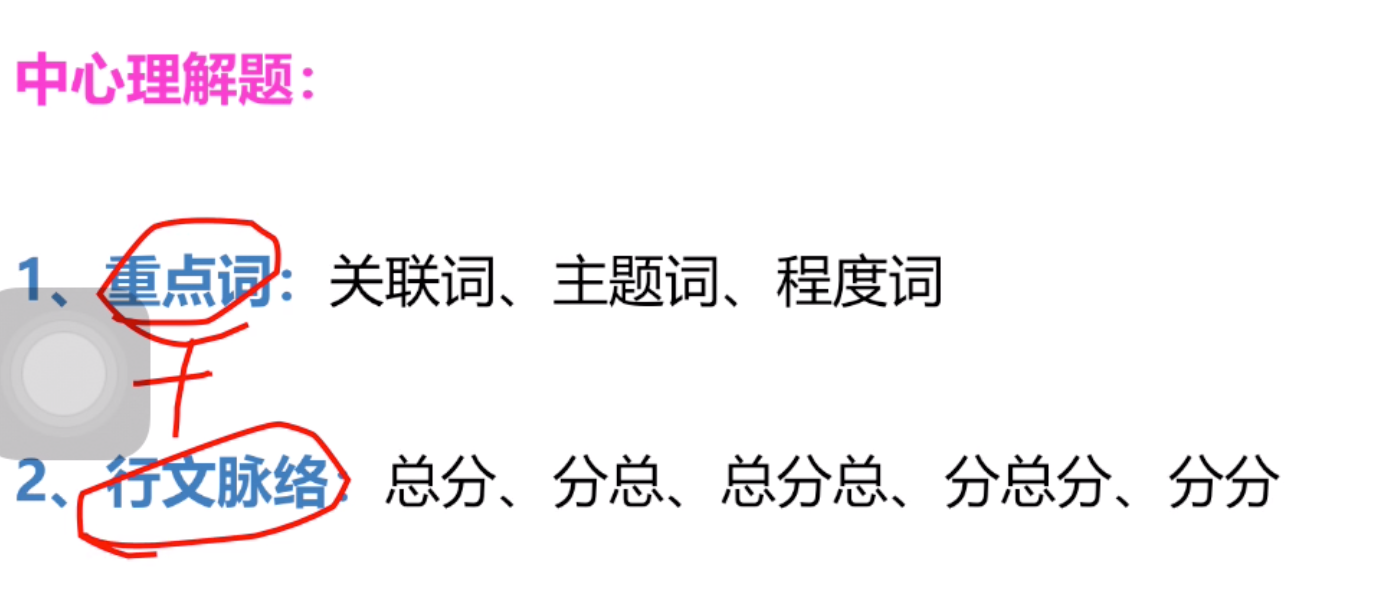 中心理解题：
1、重点词：关联词、主题词、程度词
+
2、行文脉络：总分、分总、总分总、分总分、分分